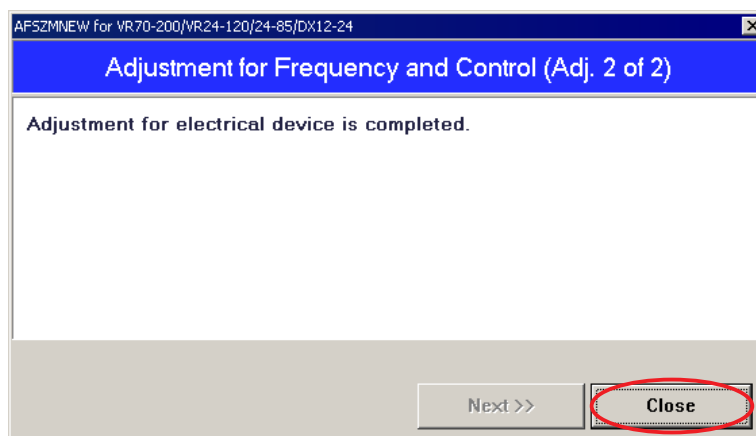 AFSZMNEW for VR70-200/VR24-120/24-85/DX12-24
Adjustment for Frequency and Control (Adj. 2 of 2)
Adjustment for electrical device is completed.
Next >>
Close